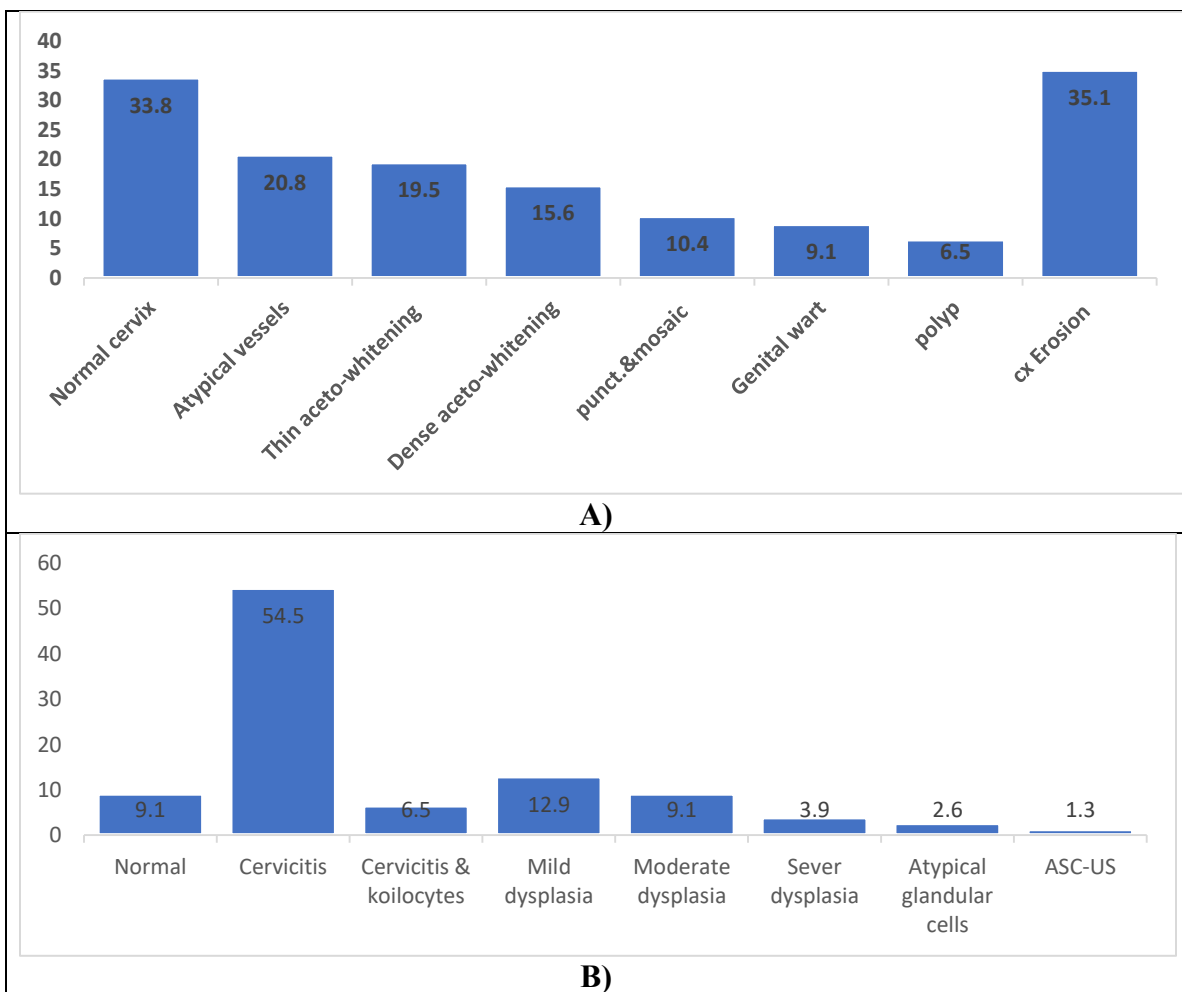 40
35
30
25
20
15
10
5
0
33.8
20.8
19.5
15.6
10.4
9.1
6.5
35.1
Normal cervix
Atypical vessels
Thin aceto-whitening
Dense aceto-whitening
punct.&mosaic
Genital wart
polyp
cx Erosion
A)
60
50
40
30
20
10
0
9.1
54.5
6.5
12.9
9.1
3.9
2.6
1.3
Normal
Cervicitis
Cervicitis &
koilocytes
Mild
dysplasia
Moderate
dysplasia
Sever
dysplasia
Atypical
glandular
cells
ASC-US
B)